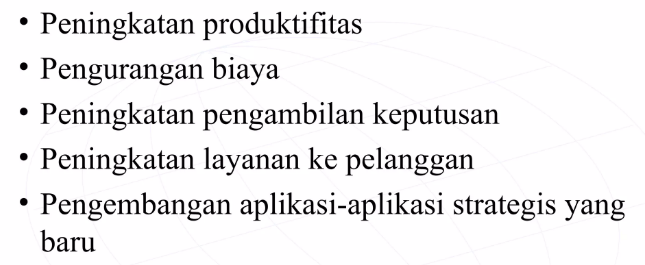 • Peningkatan produktifitas
• Pengurangan biaya
• Peningkatan pengambilan keputusan
• Peningkatan layanan ke pelanggan
• Pengembangan aplikasi-aplikasi strategis yang
baru